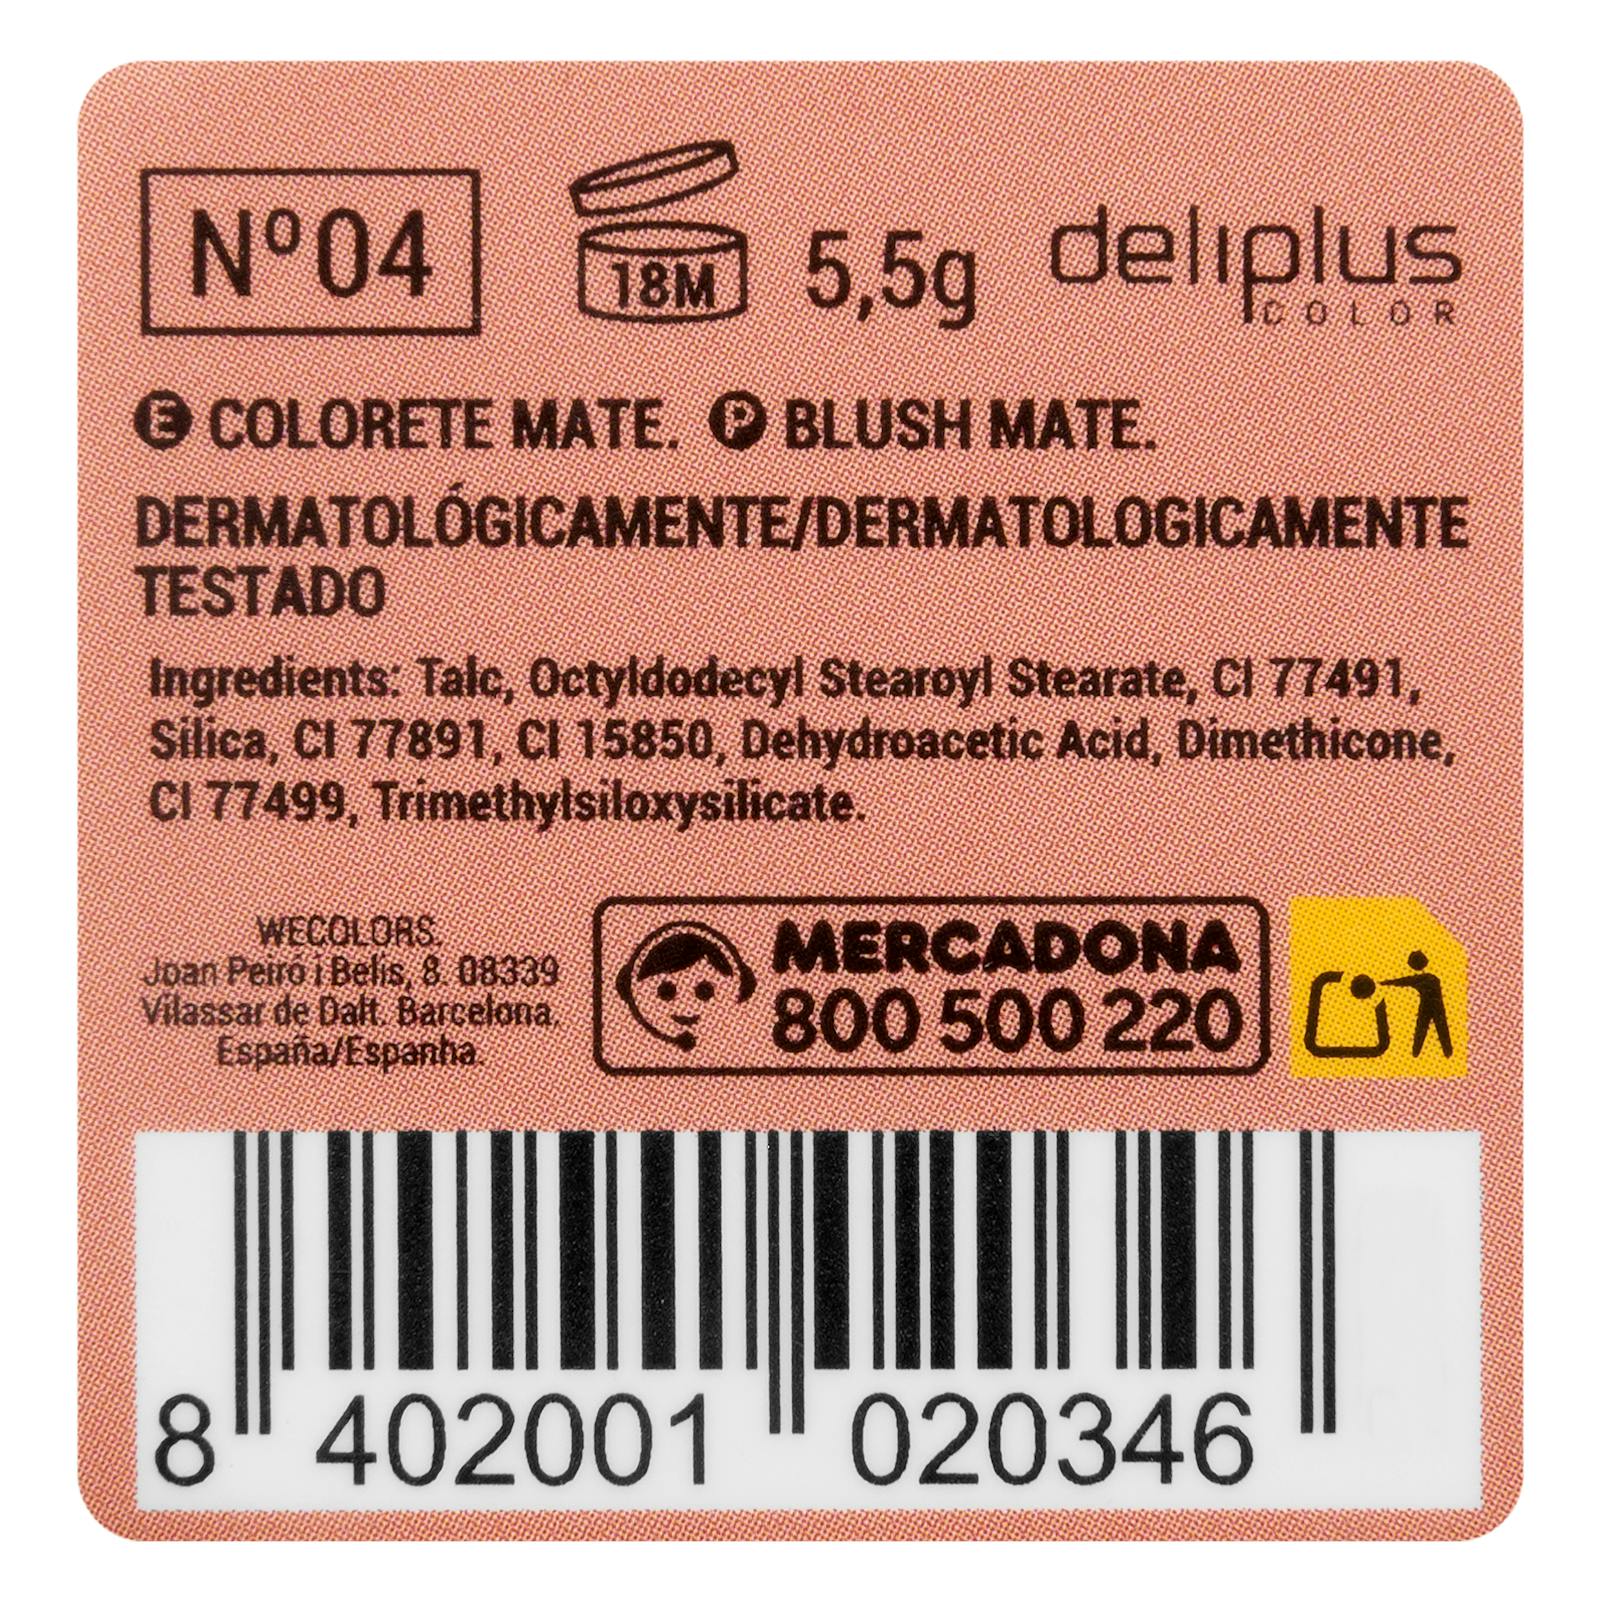 Nº04
18M
5,5g
deliplus
COLOR
E COLORETE MATE. P BLUSH MATE.
DERMATOLÓGICAMENTE/DERMATOLOGICAMENTE
TESTADO
Ingredients: Talc, Octyldodecyl Stearoyl Stearate, CI 77491,
Silica, CI 77891, CI 15850, Dehydroacetic Acid, Dimethicone,
CI 77499, Trimethylsiloxysilicate.
WECOLORS.
Joan Peiró i Belis, 8. 08339
Vilassar de Dalt. Barcelona.
España/Espanha.
MERCADONA
800 500 220
8 402001 020346